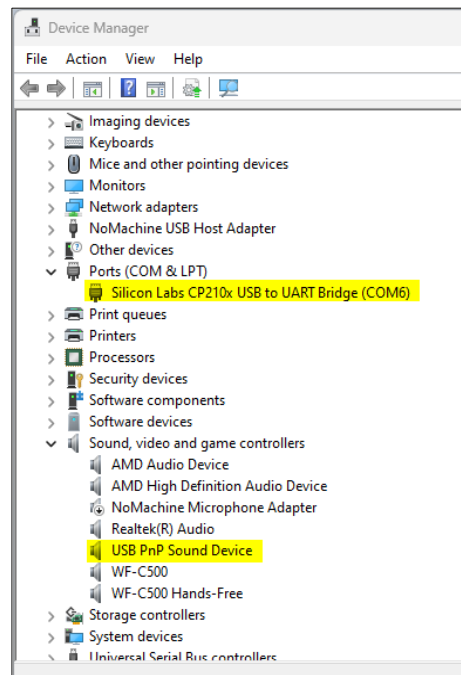 Device Manager
File Action View Help
Imaging devices
Keyboards
Mice and other pointing devices
Monitors
Network adapters
NoMachine USB Host Adapter
Other devices
Ports (COM & LPT)
Silicon Labs CP210x USB to UART Bridge (COM6)
Print queues
Printers
Processors
Security devices
Software components
Software devices
Sound, video and game controllers
AMD Audio Device
AMD High Definition Audio Device
NoMachine Microphone Adapter
Realtek(R) Audio
USB PnP Sound Device
WF-C500
WF-C500 Hands-Free
Storage controllers
System devices
Universal Serial Bus controllers